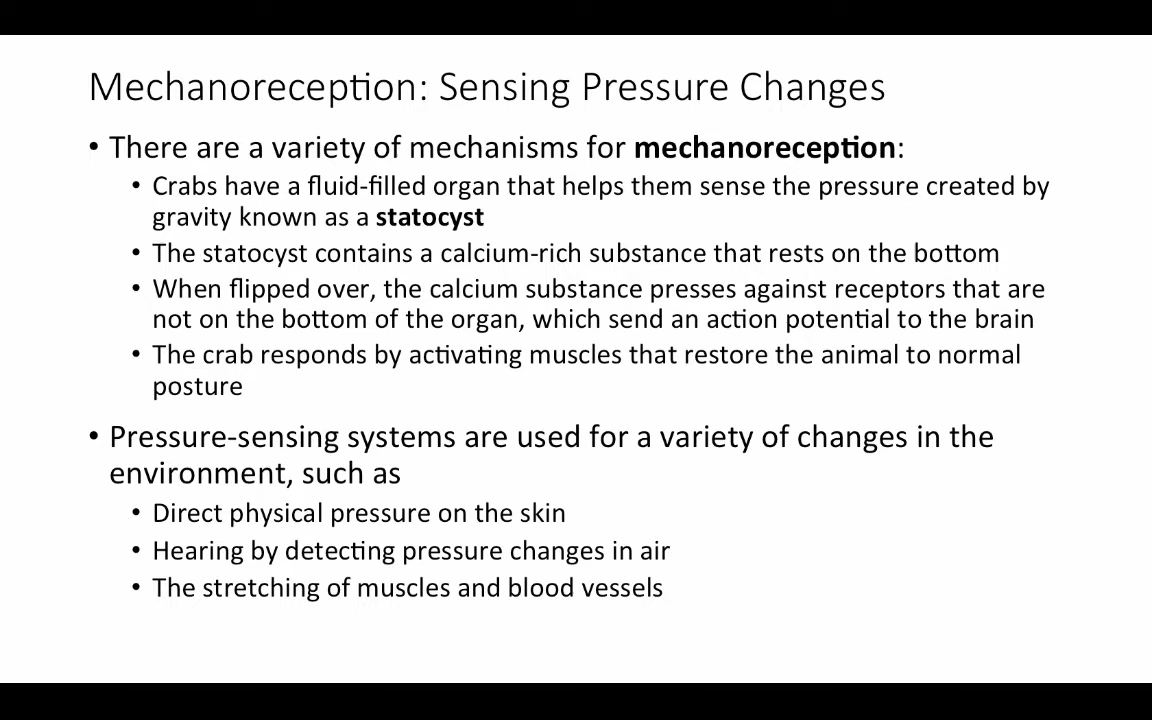 Mechanoreception: Sensing Pressure Changes
• There are a variety of mechanisms for mechanoreception:
• Crabs have a fluid-filled organ that helps them sense the pressure created by
gravity known as a statocyst
• The statocyst contains a calcium-rich substance that rests on the bottom
• When flipped over, the calcium substance presses against receptors that are
not on the bottom of the organ, which send an action potential to the brain
• The crab responds by activating muscles that restore the animal to normal
posture
• Pressure-sensing systems are used for a variety of changes in the
environment, such as
• Direct physical pressure on the skin
• Hearing by detecting pressure changes in air
• The stretching of muscles and blood vessels